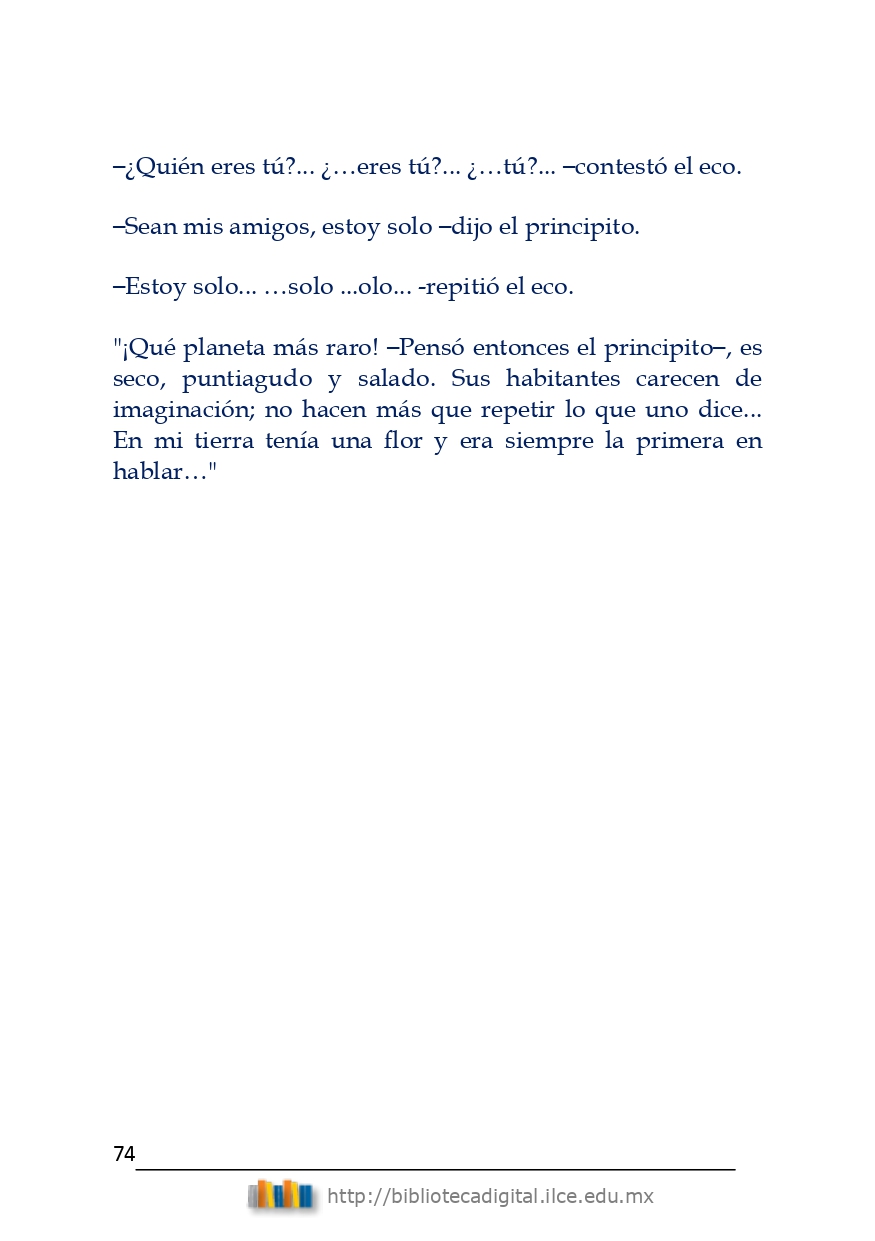 –¿Quién eres tú?... ¿…eres tú?... ¿…tú?... –contestó el eco.
–Sean mis amigos, estoy solo –dijo el principito.
–Estoy solo... …solo ...olo... -repitió el eco.
"¡Qué planeta más raro! –Pensó entonces el principito–, es
seco, puntiagudo y salado. Sus habitantes carecen de
imaginación; no hacen más que repetir lo que uno dice...
En mi tierra tenía una flor y era siempre la primera en
hablar…"
74
http://bibliotecadigital.ilce.edu.mx